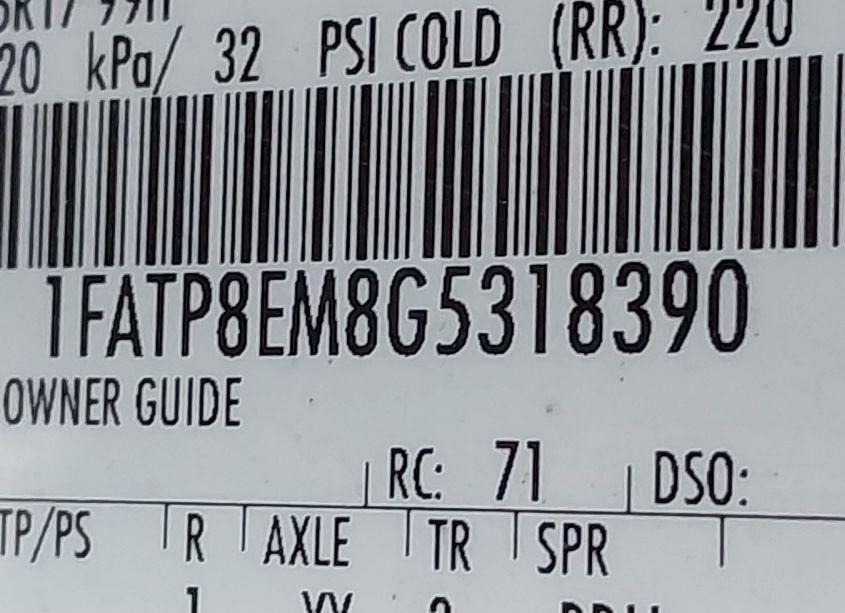 20 kPa/ 32 PSI COLD (RR): 220
1FATP8EM8G5318390
OWNER GUIDE
RC: 71 DSO:
TP/PS R AXLE TR SPR